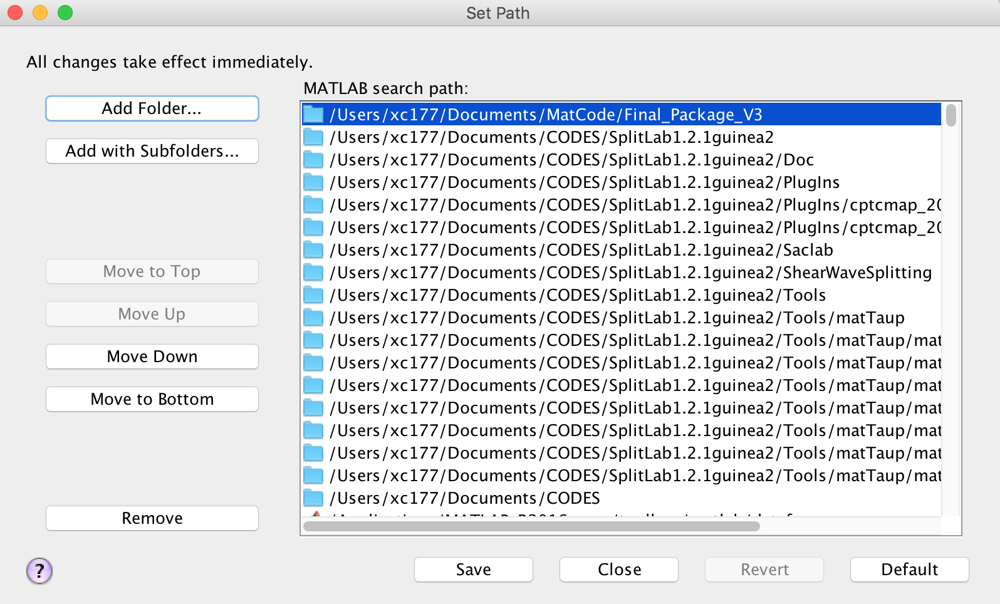 Set Path
All changes take effect immediately.
MATLAB search path:
Add Folder...
Add with Subfolders...
Move to Top
Move Up
Move Down
Move to Bottom
Remove
/Users/xc177/Documents/MatCode/Final_Package_V3
/Users/xc177/Documents/CODES/SplitLab1.2.1guinea2
/Users/xc177/Documents/CODES/SplitLab1.2.1guinea2/Doc
/Users/xc177/Documents/CODES/SplitLab1.2.1guinea2/PlugIns
/Users/xc177/Documents/CODES/SplitLab1.2.1guinea2/PlugIns/cptcmap_20
/Users/xc177/Documents/CODES/SplitLab1.2.1guinea2/PlugIns/cptcmap_20
/Users/xc177/Documents/CODES/SplitLab1.2.1guinea2/Saclab
/Users/xc177/Documents/CODES/SplitLab1.2.1guinea2/ShearWaveSplitting
/Users/xc177/Documents/CODES/SplitLab1.2.1guinea2/Tools
/Users/xc177/Documents/CODES/SplitLab1.2.1guinea2/Tools/matTaup
/Users/xc177/Documents/CODES/SplitLab1.2.1guinea2/Tools/matTaup/mat
/Users/xc177/Documents/CODES/SplitLab1.2.1guinea2/Tools/matTaup/mat
/Users/xc177/Documents/CODES/SplitLab1.2.1guinea2/Tools/matTaup/mat
/Users/xc177/Documents/CODES/SplitLab1.2.1guinea2/Tools/matTaup/mat
/Users/xc177/Documents/CODES/SplitLab1.2.1guinea2/Tools/matTaup/mat
/Users/xc177/Documents/CODES/SplitLab1.2.1guinea2/Tools/matTaup/mat
/Users/xc177/Documents/CODES/SplitLab1.2.1guinea2/Tools/matTaup/mat
/Users/xc177/Documents/CODES
?
Save
Close
Revert
Default